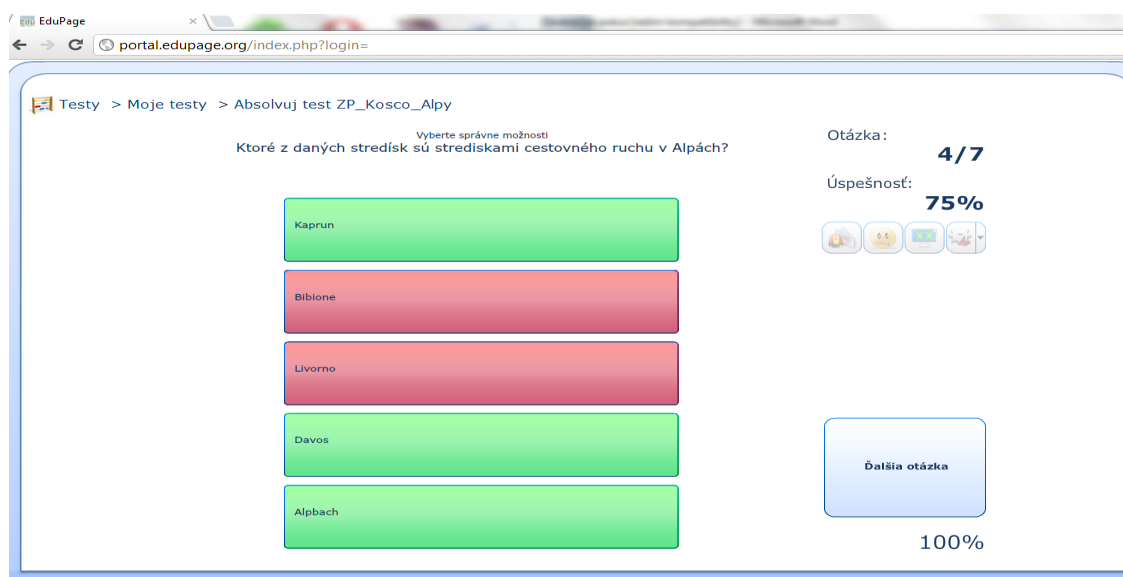 EduPage
portal.edupage.org/index.php?login=
Testy > Moje testy > Absolvuj test ZP_Kosco_Alpy
Vyberte správne možnosti
Ktoré z daných stredísk sú strediskami cestovného ruchu v Alpách?
Otázka:
4/7
Úspešnosť:
75%
Kaprun
Bibione
Livorno
Davos
Alpbach
Ďalšia otázka
100%